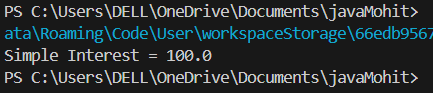 PS C:\Users\DELL\OneDrive\Documents\javaMohit>
ata\Roaming\Code\User\workspaceStorage\66edb9567
Simple Interest = 100.0
PS C:\Users\DELL\OneDrive\Documents\javaMohit>